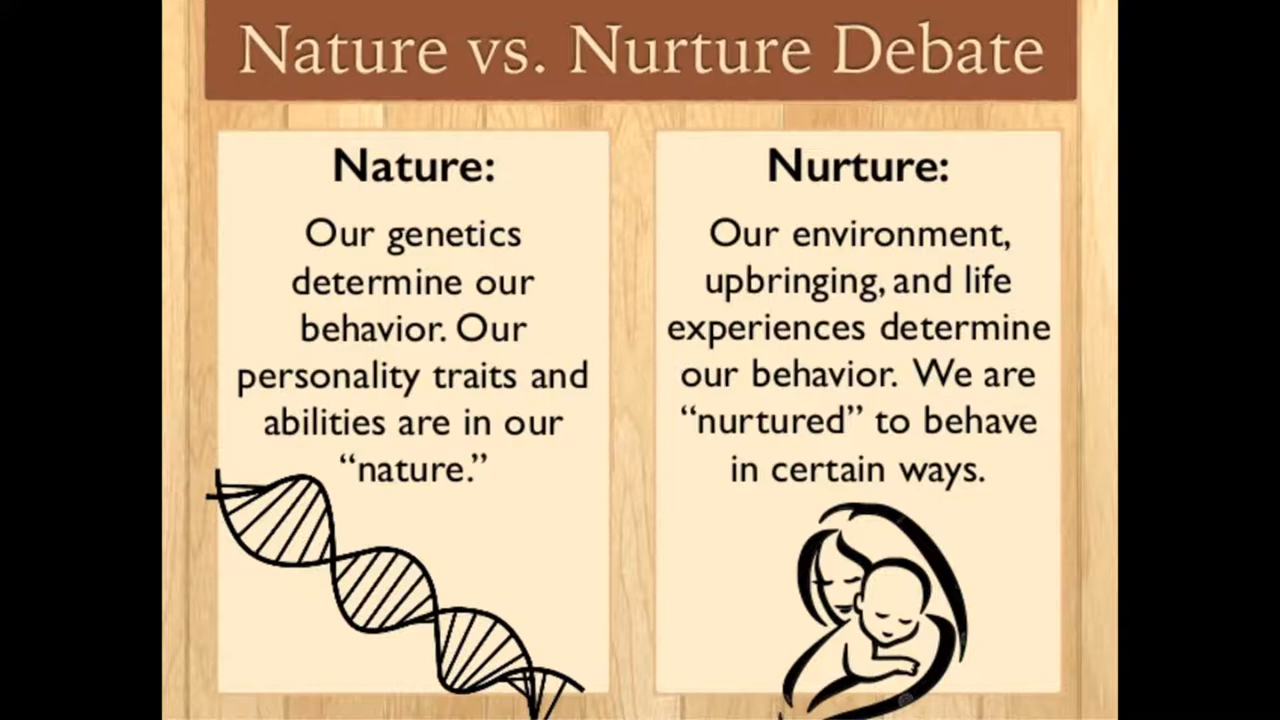 Nature vs. Nurture Debate
Nature:
Our genetics
determine our
behavior. Our
personality traits and
abilities are in our
“nature.”
Nurture:
Our environment,
upbringing, and life
experiences determine
our behavior. We are
“nurtured” to behave
in certain ways.